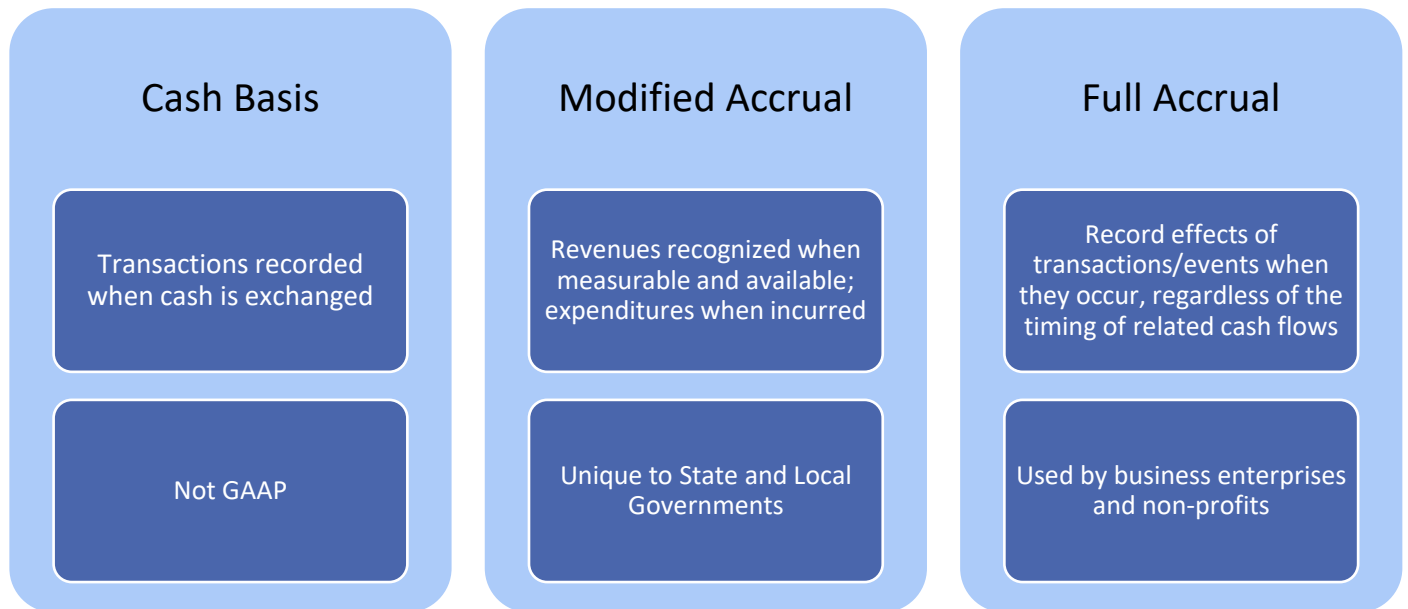 Cash Basis
Transactions recorded
when cash is exchanged
Not GAAP
Modified Accrual
Revenues recognized when
measurable and available;
expenditures when incurred
Unique to State and Local
Governments
Full Accrual
Record effects of
transactions/events when
they occur, regardless of the
timing of related cash flows
Used by business enterprises
and non-profits